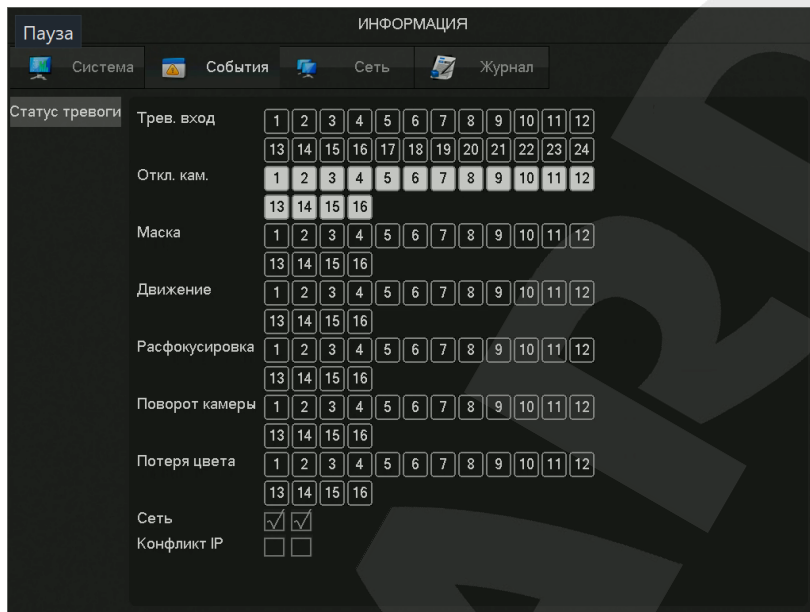 ИНФОРМАЦИЯ
Пауза
Система События Сеть Журнал
Статус тревоги
Трев. вход 1 2 3 4 5 6 7 8 9 10 11 12
13 14 15 16 17 18 19 20 21 22 23 24
Откл. кам. 1 2 3 4 5 6 7 8 9 10 11 12
13 14 15 16
Маска 1 2 3 4 5 6 7 8 9 10 11 12
13 14 15 16
Движение 1 2 3 4 5 6 7 8 9 10 11 12
13 14 15 16
Расфокусировка 1 2 3 4 5 6 7 8 9 10 11 12
13 14 15 16
Поворот камеры 1 2 3 4 5 6 7 8 9 10 11 12
13 14 15 16
Потеря цвета 1 2 3 4 5 6 7 8 9 10 11 12
13 14 15 16
Сеть
Конфликт IP